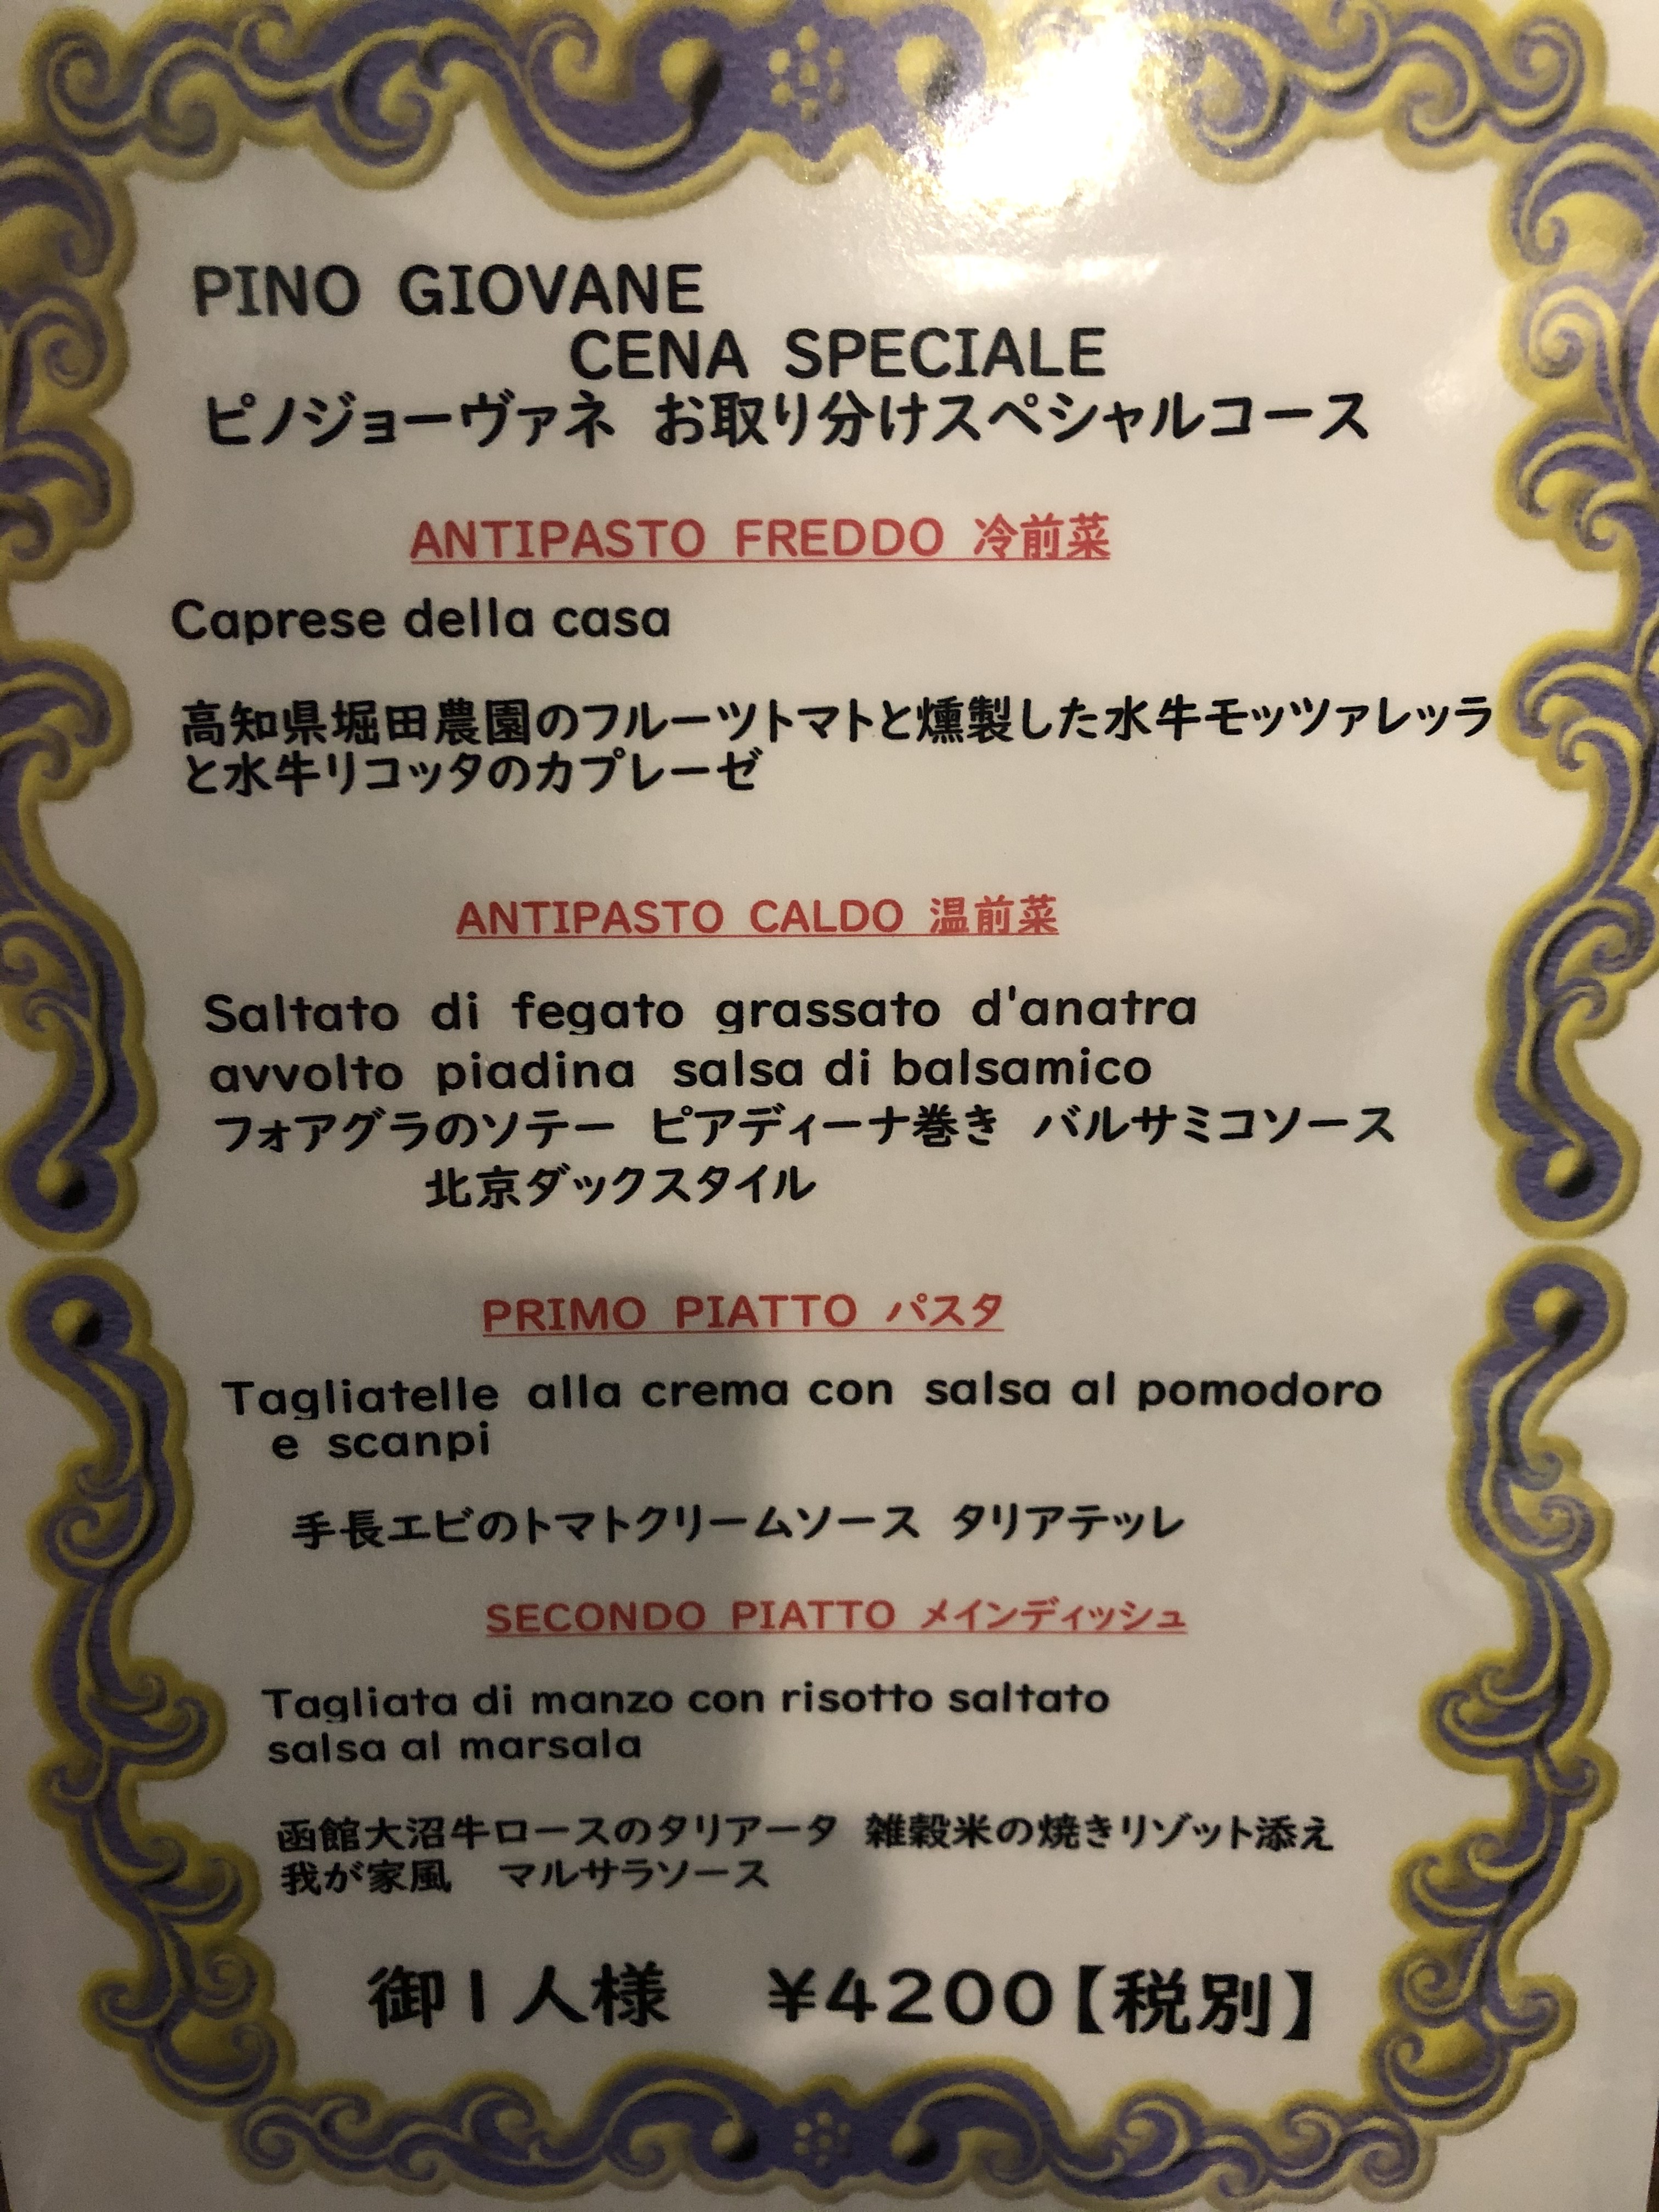 PINO GIOVANE
CENA SPECIALE
ピノジョーヴァネ お取り分けスペシャルコース
ANTIPASTO FREDDO 冷前菜
Caprese della casa
高知県堀田農園のフルーツトマトと燻製した水牛モッツァレッラ
と水牛リコッタのカプレーゼ
ANTIPASTO CALDO 温前菜
Saltato di fegato grassato d'anatra
avvolto piadina salsa di balsamico
フォアグラのソテー ピアディーナ巻き バルサミコソース
北京ダックスタイル
PRIMO PIATTO パスタ
Tagliatelle alla crema con salsa al pomodoro
e scanpi
手長エビのトマトクリームソース タリアテッレ
SECONDO PIATTO メインディッシュ
Tagliata di manzo con risotto saltato
salsa al marsala
函館大沼牛ロースのタリアータ 雑穀米の焼きリゾット添え
我が家風 マルサラソース
御1人様 ¥4200【税別】